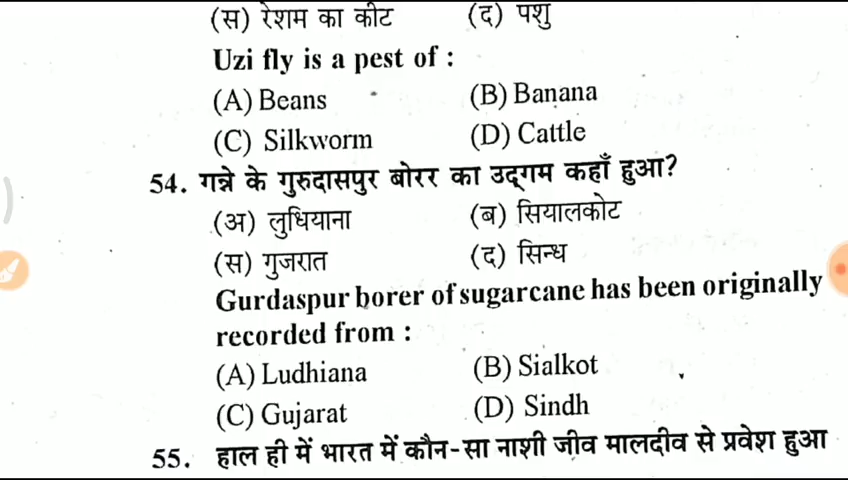 (स) रेशम का कीट (द) पशु
Uzi fly is a pest of :
(A) Beans (B) Banana
(C) Silkworm (D) Cattle
54. गन्ने के गुरुदासपुर बोरर का उद्गम कहाँ हुआ?
(अ) लुधियाना (ब) सियालकोट
(स) गुजरात (द) सिन्ध
Gurdaspur borer of sugarcane has been originally
recorded from :
(A) Ludhiana (B) Sialkot
(C) Gujarat (D) Sindh
55. हाल ही में भारत में कौन-सा नाशी जीव मालदीव से प्रवेश हुआ